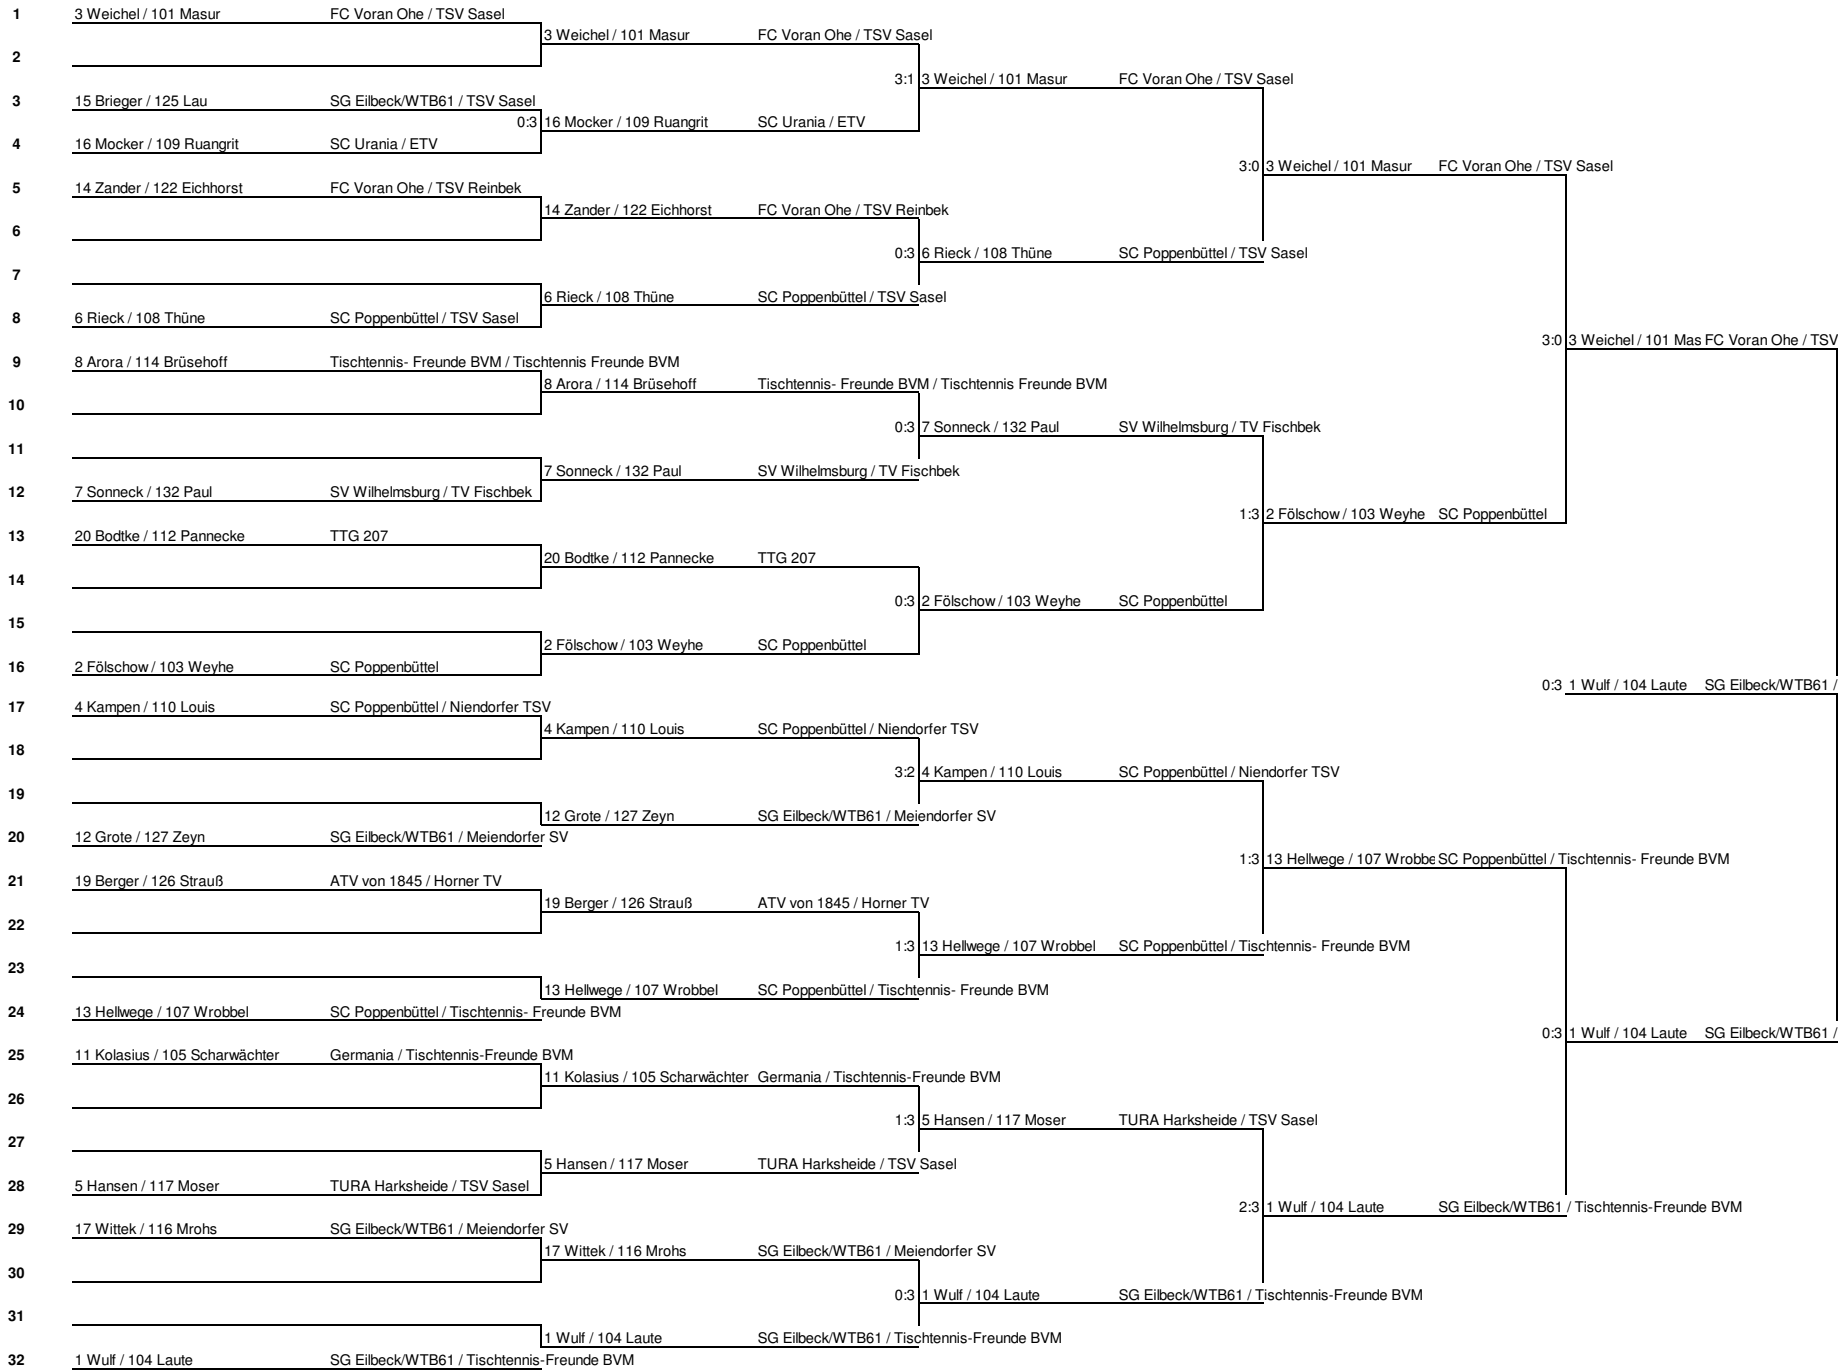 1 3 Weichel / 101 Masur FC Voran Ohe / TSV Sasel
3 Weichel / 101 Masur FC Voran Ohe / TSV Sasel
2
3:1 3 Weichel / 101 Masur FC Voran Ohe / TSV Sasel
3 15 Brieger / 125 Lau SG Eilbeck/WTB61 / TSV Sasel
0:3 16 Mocker / 109 Ruangrit SC Urania / ETV
4 16 Mocker / 109 Ruangrit SC Urania / ETV
3:0 3 Weichel / 101 Masur FC Voran Ohe / TSV Sasel
5 14 Zander / 122 Eichhorst FC Voran Ohe / TSV Reinbek
14 Zander / 122 Eichhorst FC Voran Ohe / TSV Reinbek
6
0:3 6 Rieck / 108 Thüne SC Poppenbüttel / TSV Sasel
7
6 Rieck / 108 Thüne SC Poppenbüttel / TSV Sasel
8 6 Rieck / 108 Thüne SC Poppenbüttel / TSV Sasel
3:0 3 Weichel / 101 Mas FC Voran Ohe / TSV
9 8 Arora / 114 Brüsehoff Tischtennis- Freunde BVM / Tischtennis Freunde BVM
8 Arora / 114 Brüsehoff Tischtennis- Freunde BVM / Tischtennis Freunde BVM
10
0:3 7 Sonneck / 132 Paul SV Wilhelmsburg / TV Fischbek
11
7 Sonneck / 132 Paul SV Wilhelmsburg / TV Fischbek
12 7 Sonneck / 132 Paul SV Wilhelmsburg / TV Fischbek
1:3 2 Fölschow / 103 Weyhe SC Poppenbüttel
13 20 Bodtke / 112 Pannecke TTG 207
20 Bodtke / 112 Pannecke TTG 207
14
0:3 2 Fölschow / 103 Weyhe SC Poppenbüttel
15
2 Fölschow / 103 Weyhe SC Poppenbüttel
16 2 Fölschow / 103 Weyhe SC Poppenbüttel
0:3 1 Wulf / 104 Laute SG Eilbeck/WTB61 /
17 4 Kampen / 110 Louis SC Poppenbüttel / Niendorfer TSV
4 Kampen / 110 Louis SC Poppenbüttel / Niendorfer TSV
18
3:2 4 Kampen / 110 Louis SC Poppenbüttel / Niendorfer TSV
19
12 Grote / 127 Zeyn SG Eilbeck/WTB61 / Meiendorfer SV
20 12 Grote / 127 Zeyn SG Eilbeck/WTB61 / Meiendorfer SV
1:3 13 Hellwege / 107 Wrobbe SC Poppenbüttel / Tischtennis- Freunde BVM
21 19 Berger / 126 Strauß ATV von 1845 / Horner TV
19 Berger / 126 Strauß ATV von 1845 / Horner TV
22
1:3 13 Hellwege / 107 Wrobbel SC Poppenbüttel / Tischtennis- Freunde BVM
23
13 Hellwege / 107 Wrobbel SC Poppenbüttel / Tischtennis- Freunde BVM
24 13 Hellwege / 107 Wrobbel SC Poppenbüttel / Tischtennis- Freunde BVM
0:3 1 Wulf / 104 Laute SG Eilbeck/WTB61 /
25 11 Kolasius / 105 Scharwächter Germania / Tischtennis-Freunde BVM
11 Kolasius / 105 Scharwächter Germania / Tischtennis-Freunde BVM
26
1:3 5 Hansen / 117 Moser TURA Harksheide / TSV Sasel
27
5 Hansen / 117 Moser TURA Harksheide / TSV Sasel
28 5 Hansen / 117 Moser TURA Harksheide / TSV Sasel
2:3 1 Wulf / 104 Laute SG Eilbeck/WTB61 / Tischtennis-Freunde BVM
29 17 Wittek / 116 Mrohs SG Eilbeck/WTB61 / Meiendorfer SV
17 Wittek / 116 Mrohs SG Eilbeck/WTB61 / Meiendorfer SV
30
0:3 1 Wulf / 104 Laute SG Eilbeck/WTB61 / Tischtennis-Freunde BVM
31
1 Wulf / 104 Laute SG Eilbeck/WTB61 / Tischtennis-Freunde BVM
32 1 Wulf / 104 Laute SG Eilbeck/WTB61 / Tischtennis-Freunde BVM